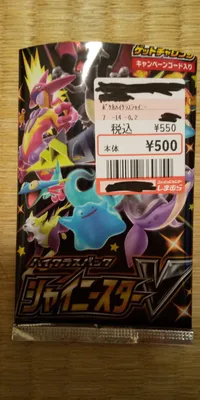 ゲットチャレンジ
キャンペーンコード入り
税込 ¥550
本体 ¥500
しまむら
ハイクラスパック
シャイニースターV